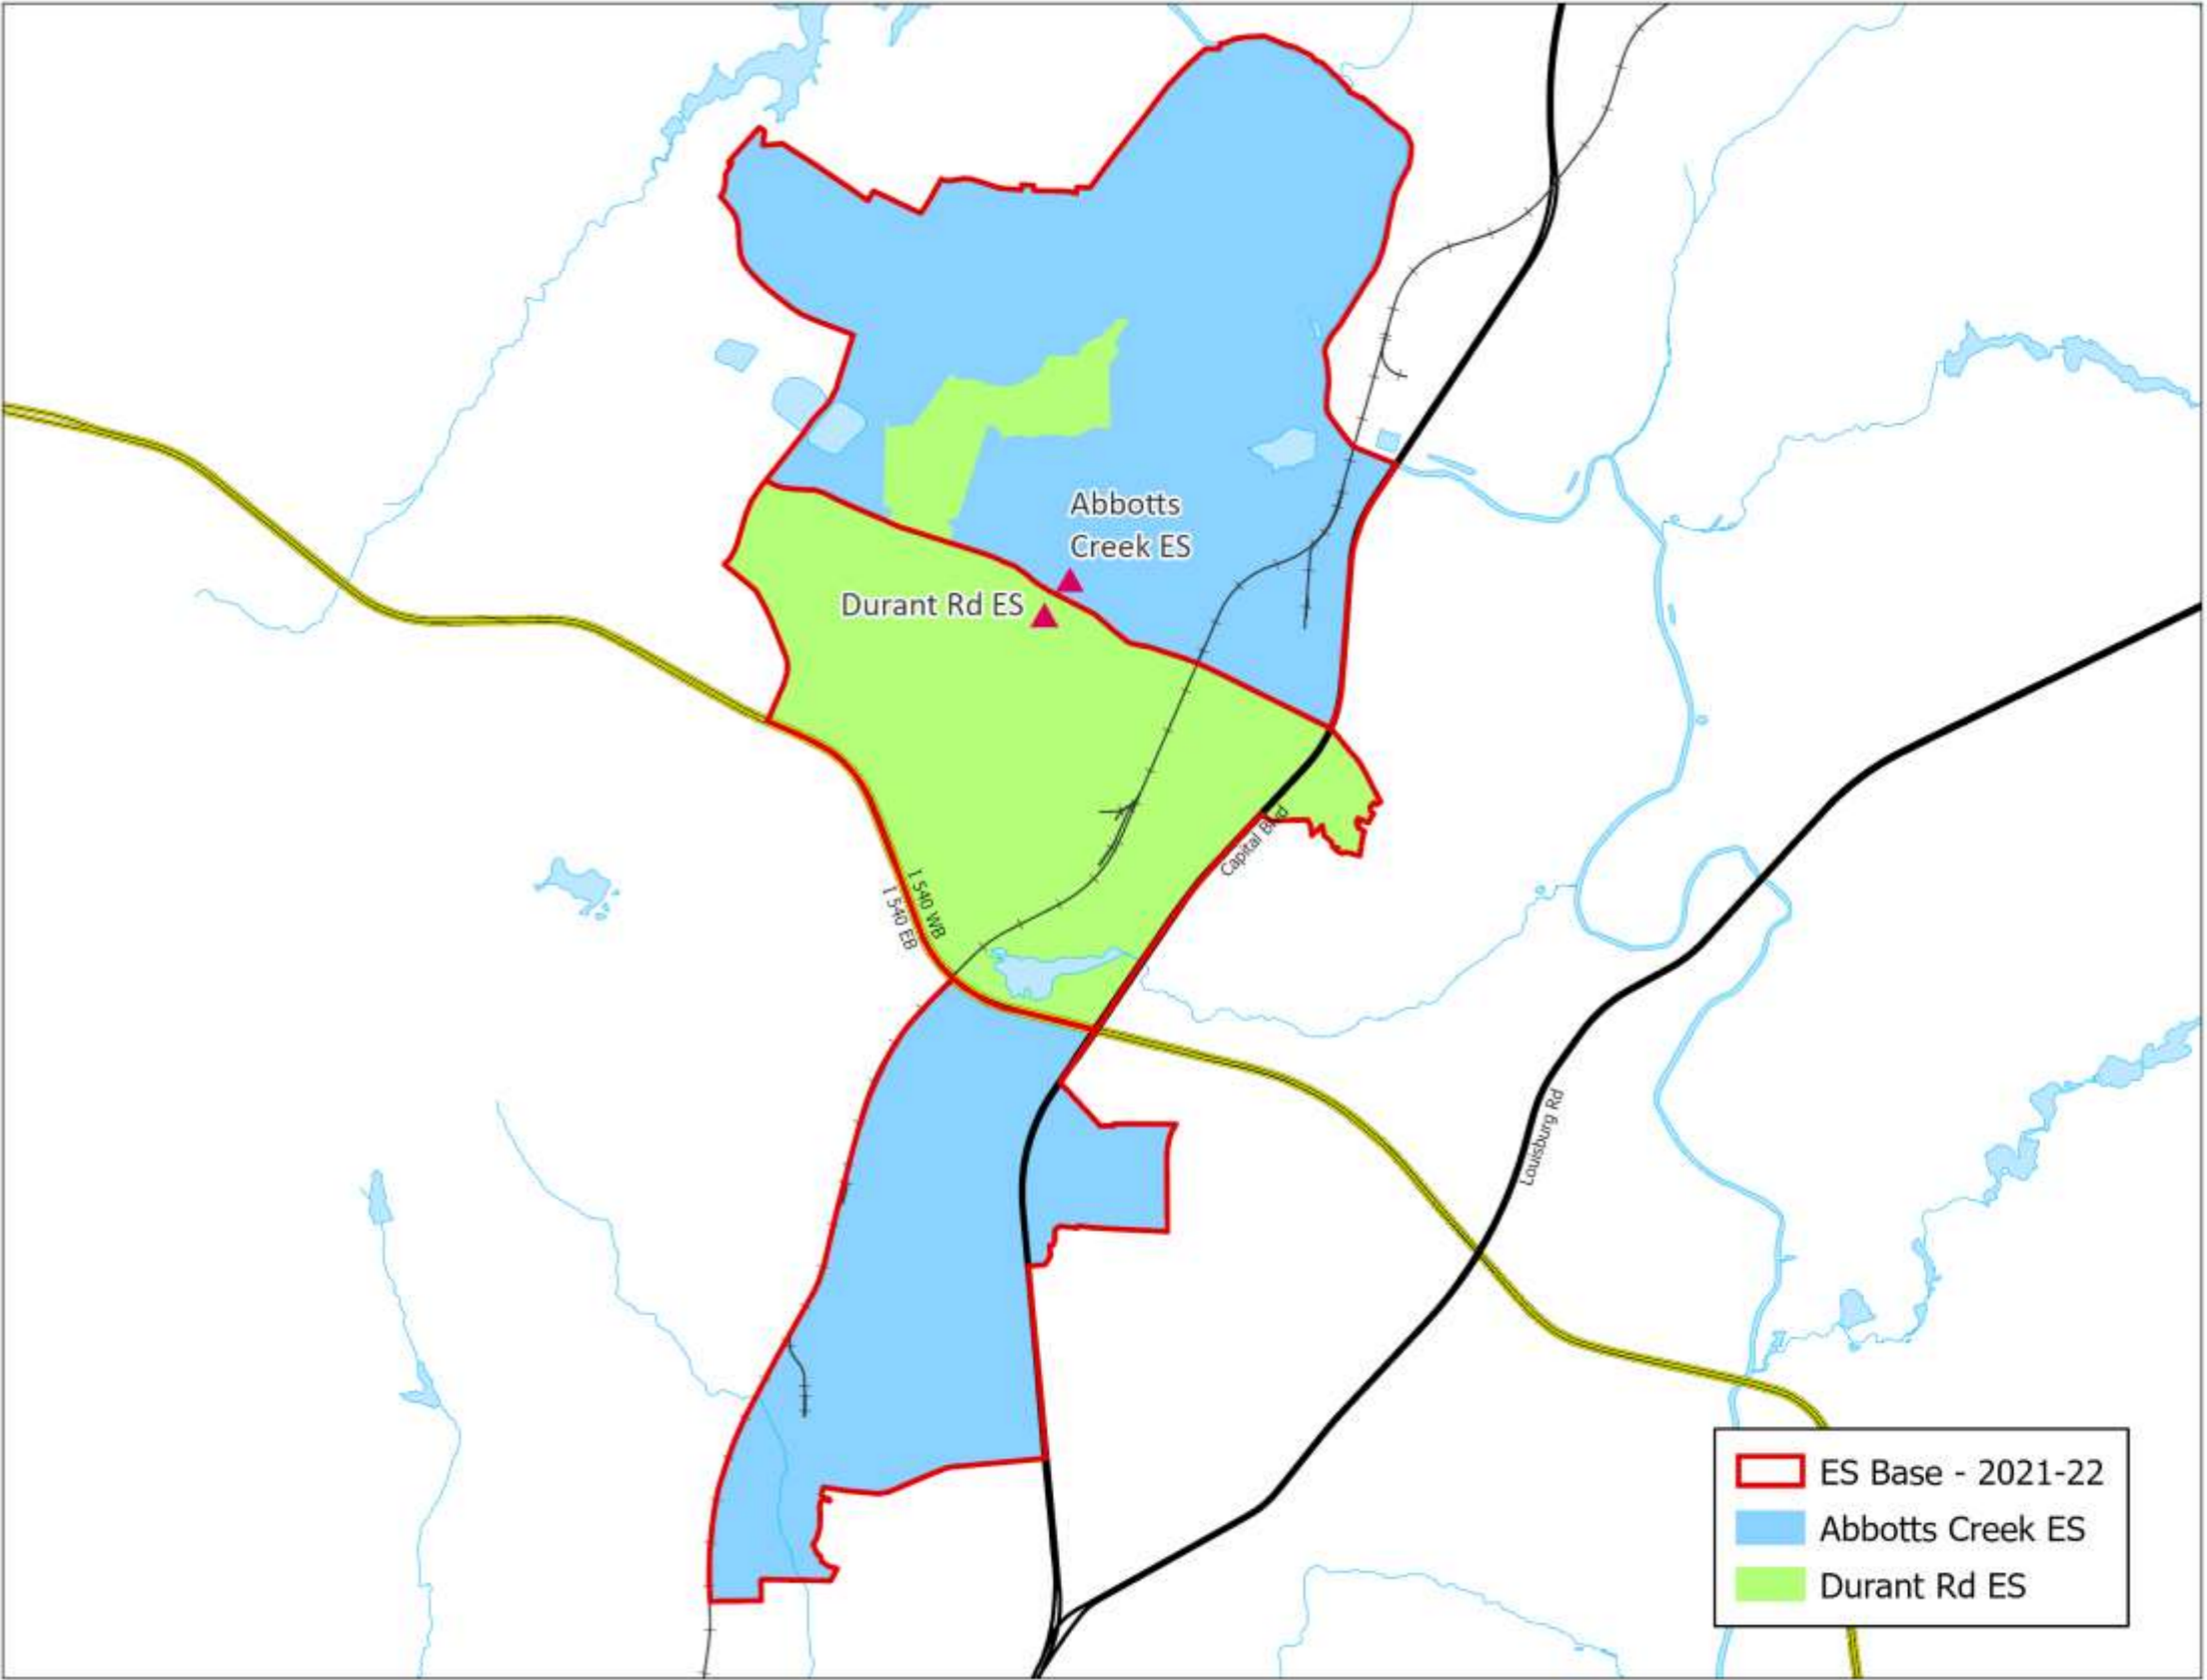 Abbotts
Creek ES
Durant Rd ES
Capital Blvd
I 540 WB
I 540 EB
Louisburg Rd
ES Base - 2021-22
Abbotts Creek ES
Durant Rd ES